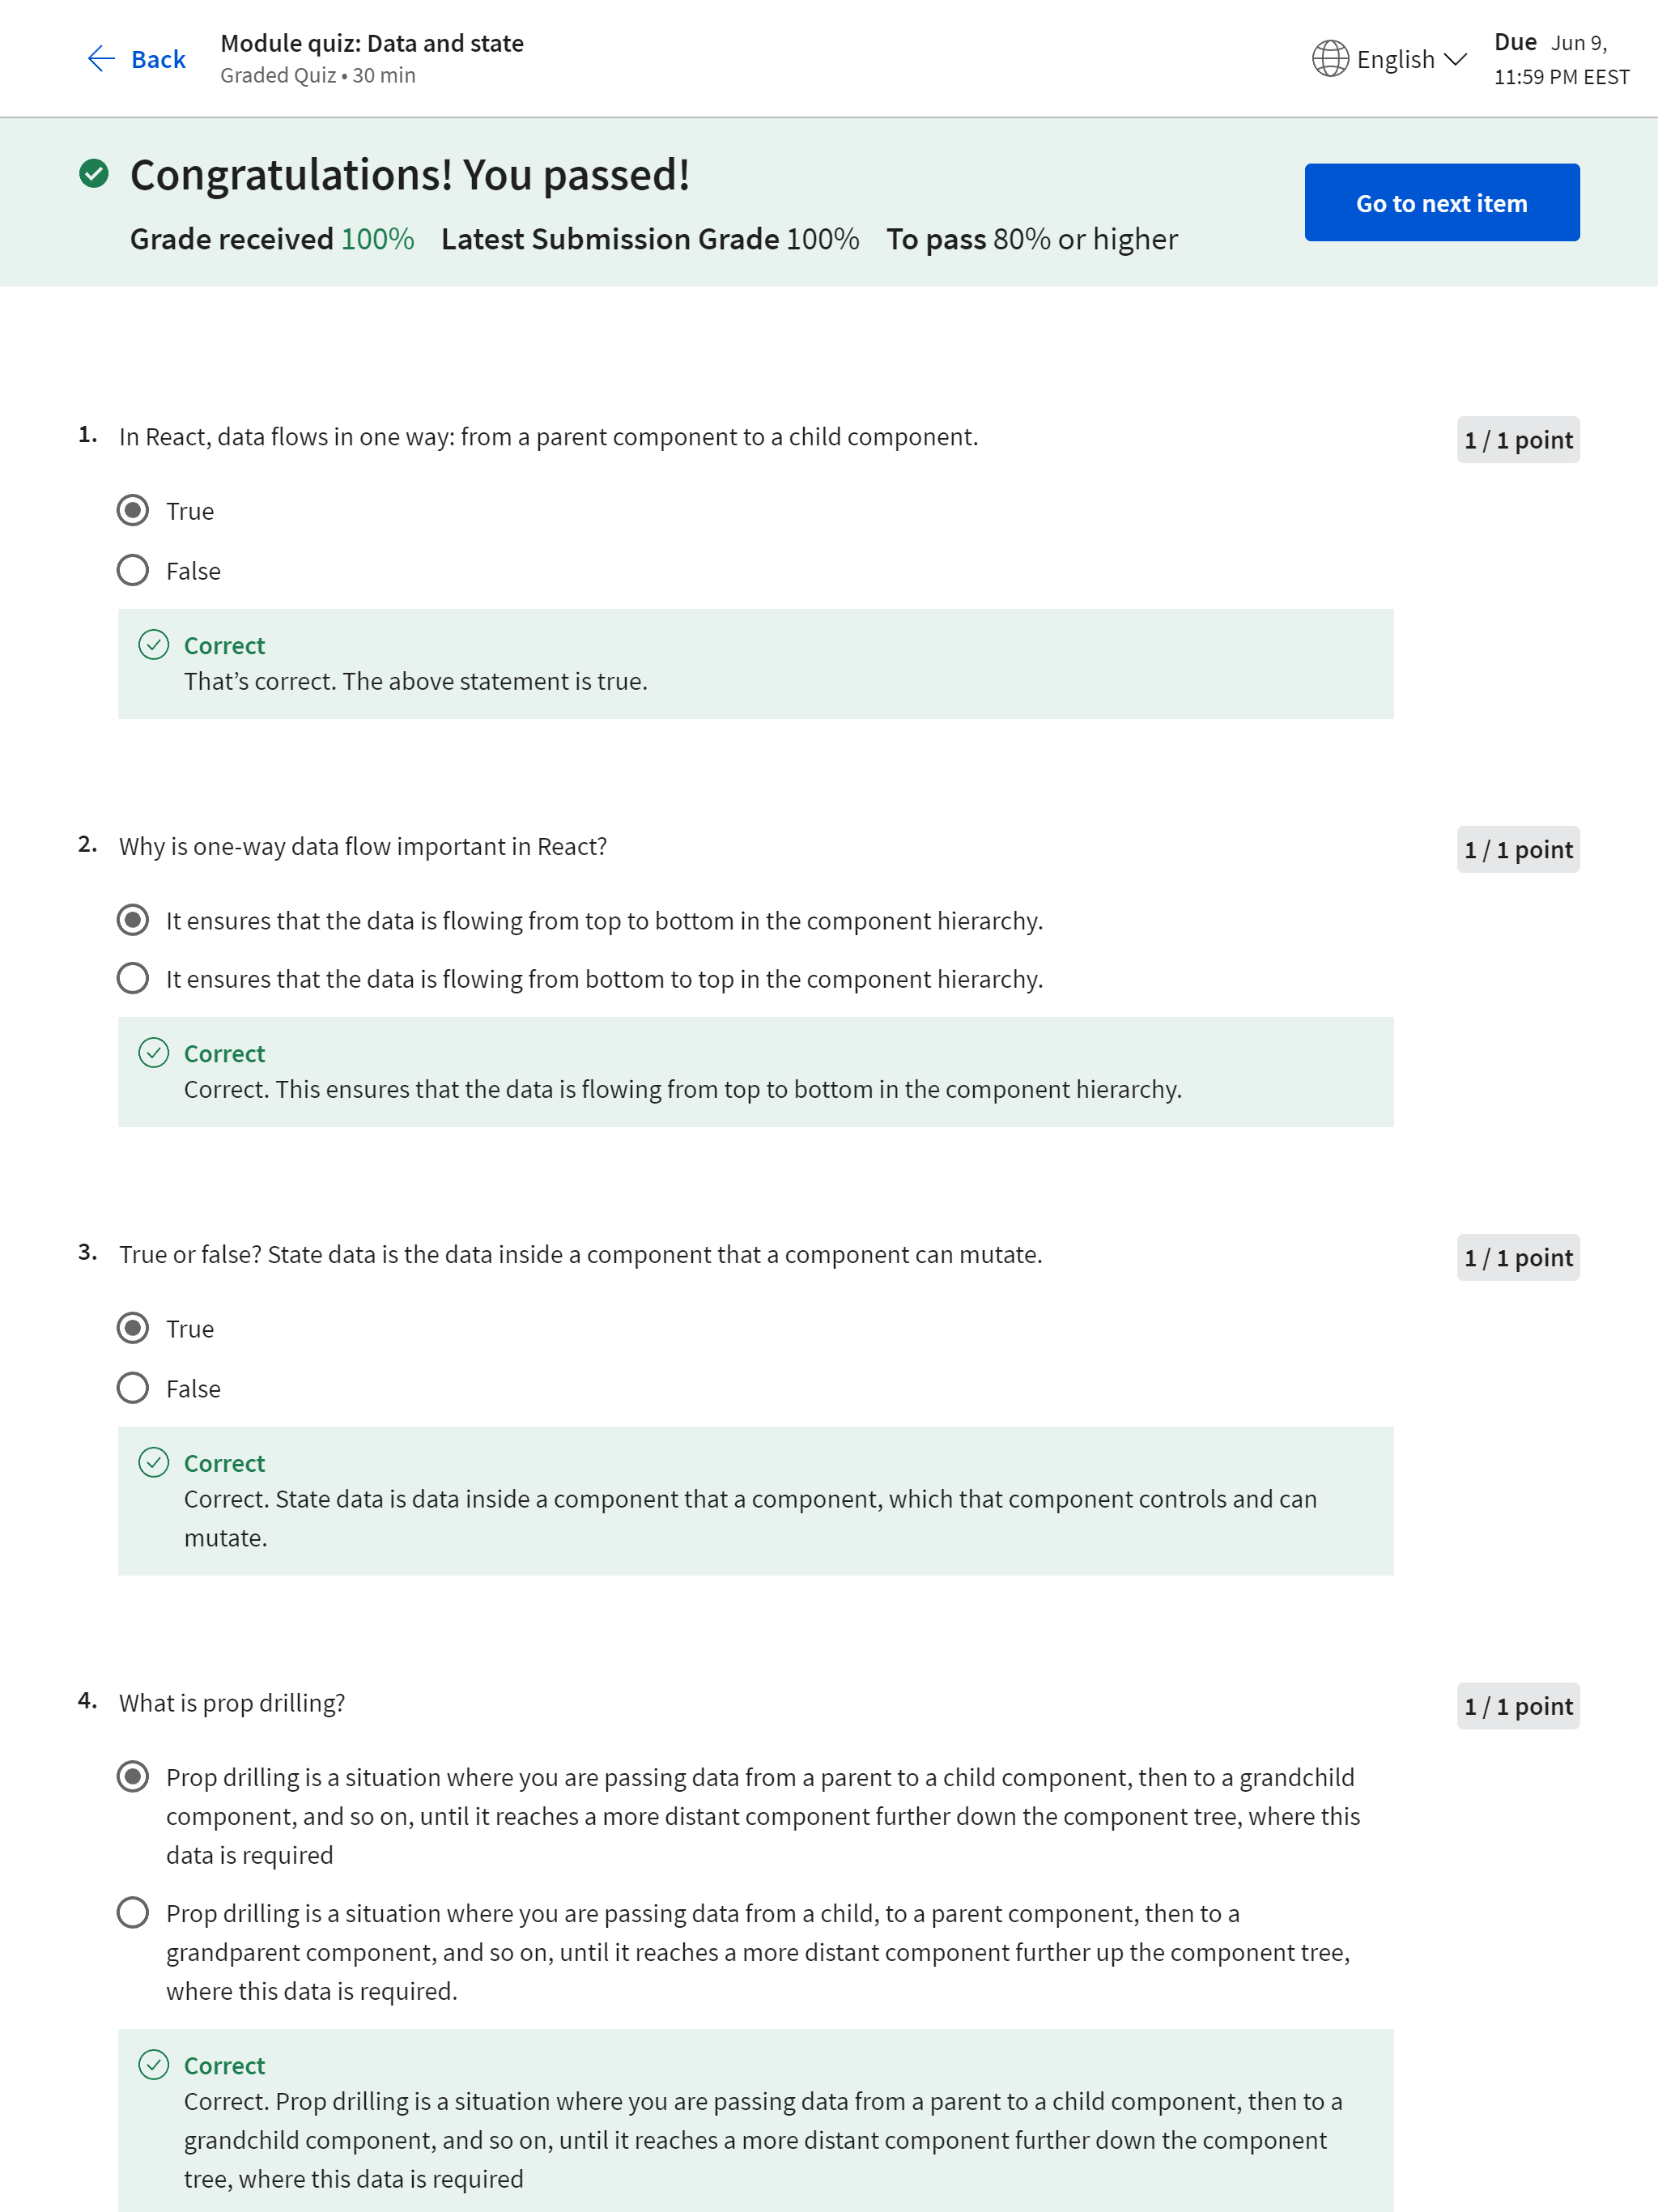 Back
Module quiz: Data and state
Graded Quiz • 30 min
English
Due Jun 9,
11:59 PM EEST
Congratulations! You passed!
Grade received 100% Latest Submission Grade 100% To pass 80% or higher
Go to next item
1. In React, data flows in one way: from a parent component to a child component.
1 / 1 point
True
False
Correct
That’s correct. The above statement is true.
2. Why is one-way data flow important in React?
1 / 1 point
It ensures that the data is flowing from top to bottom in the component hierarchy.
It ensures that the data is flowing from bottom to top in the component hierarchy.
Correct
Correct. This ensures that the data is flowing from top to bottom in the component hierarchy.
3. True or false? State data is the data inside a component that a component can mutate.
1 / 1 point
True
False
Correct
Correct. State data is data inside a component that a component, which that component controls and can
mutate.
4. What is prop drilling?
1 / 1 point
Prop drilling is a situation where you are passing data from a parent to a child component, then to a grandchild
component, and so on, until it reaches a more distant component further down the component tree, where this
data is required
Prop drilling is a situation where you are passing data from a child, to a parent component, then to a
grandparent component, and so on, until it reaches a more distant component further up the component tree,
where this data is required.
Correct
Correct. Prop drilling is a situation where you are passing data from a parent to a child component, then to a
grandchild component, and so on, until it reaches a more distant component further down the component
tree, where this data is required